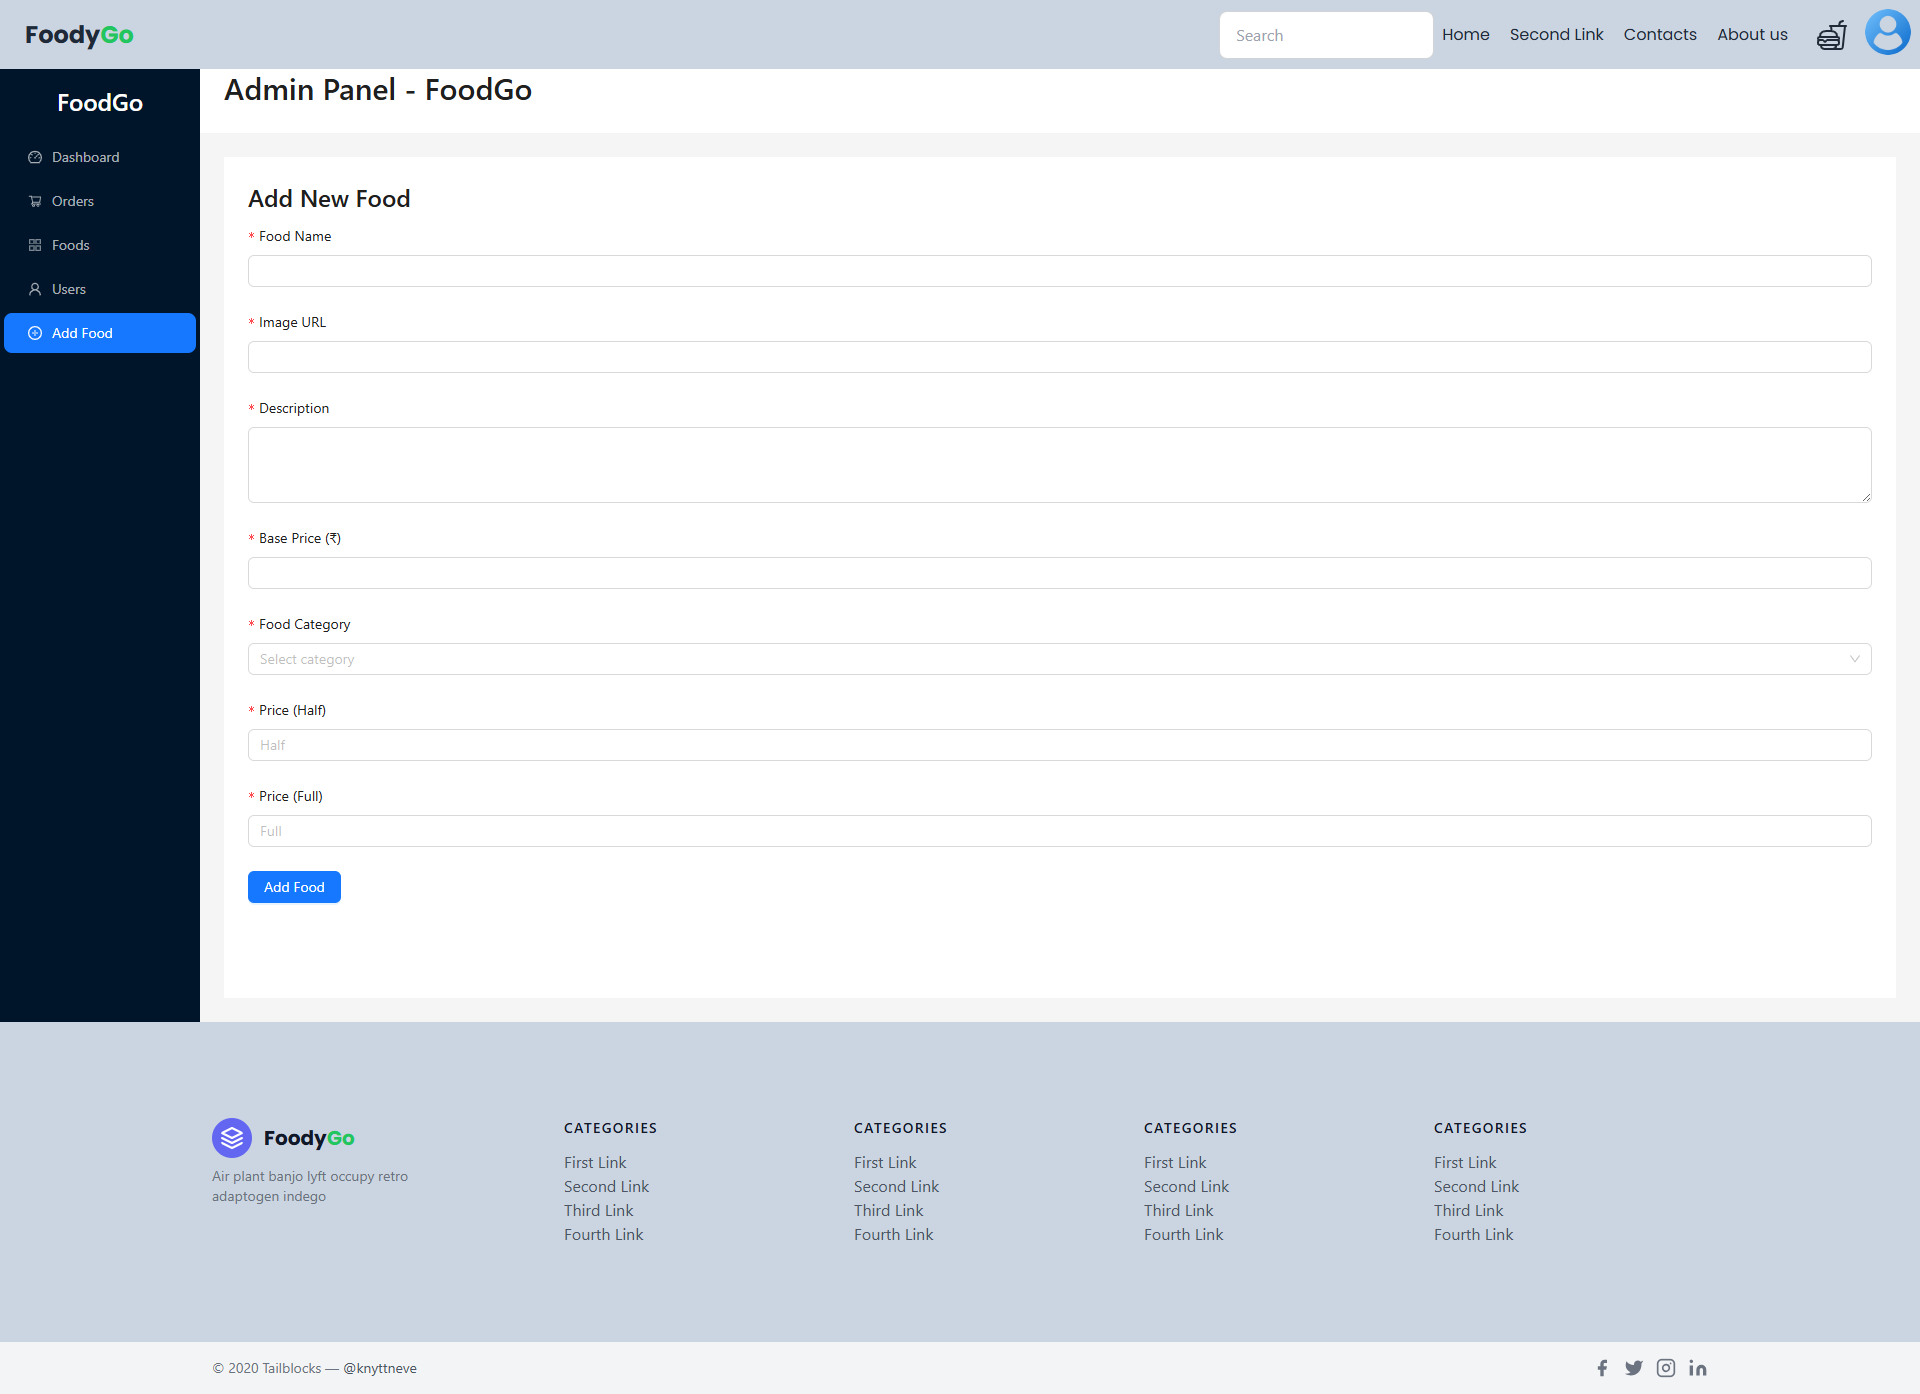 FoodyGo
Search
Home
Second Link
Contacts
About us
FoodGo
Dashboard
Orders
Foods
Users
Add Food
Admin Panel - FoodGo
Add New Food
* Food Name
* Image URL
* Description
* Base Price (₹)
* Food Category
Select category
* Price (Half)
Half
* Price (Full)
Full
Add Food
FoodyGo
Air plant banjo lyft occupy retro
adaptogen indego
CATEGORIES
First Link
Second Link
Third Link
Fourth Link
CATEGORIES
First Link
Second Link
Third Link
Fourth Link
CATEGORIES
First Link
Second Link
Third Link
Fourth Link
CATEGORIES
First Link
Second Link
Third Link
Fourth Link
© 2020 Tailblocks — @knyttneve